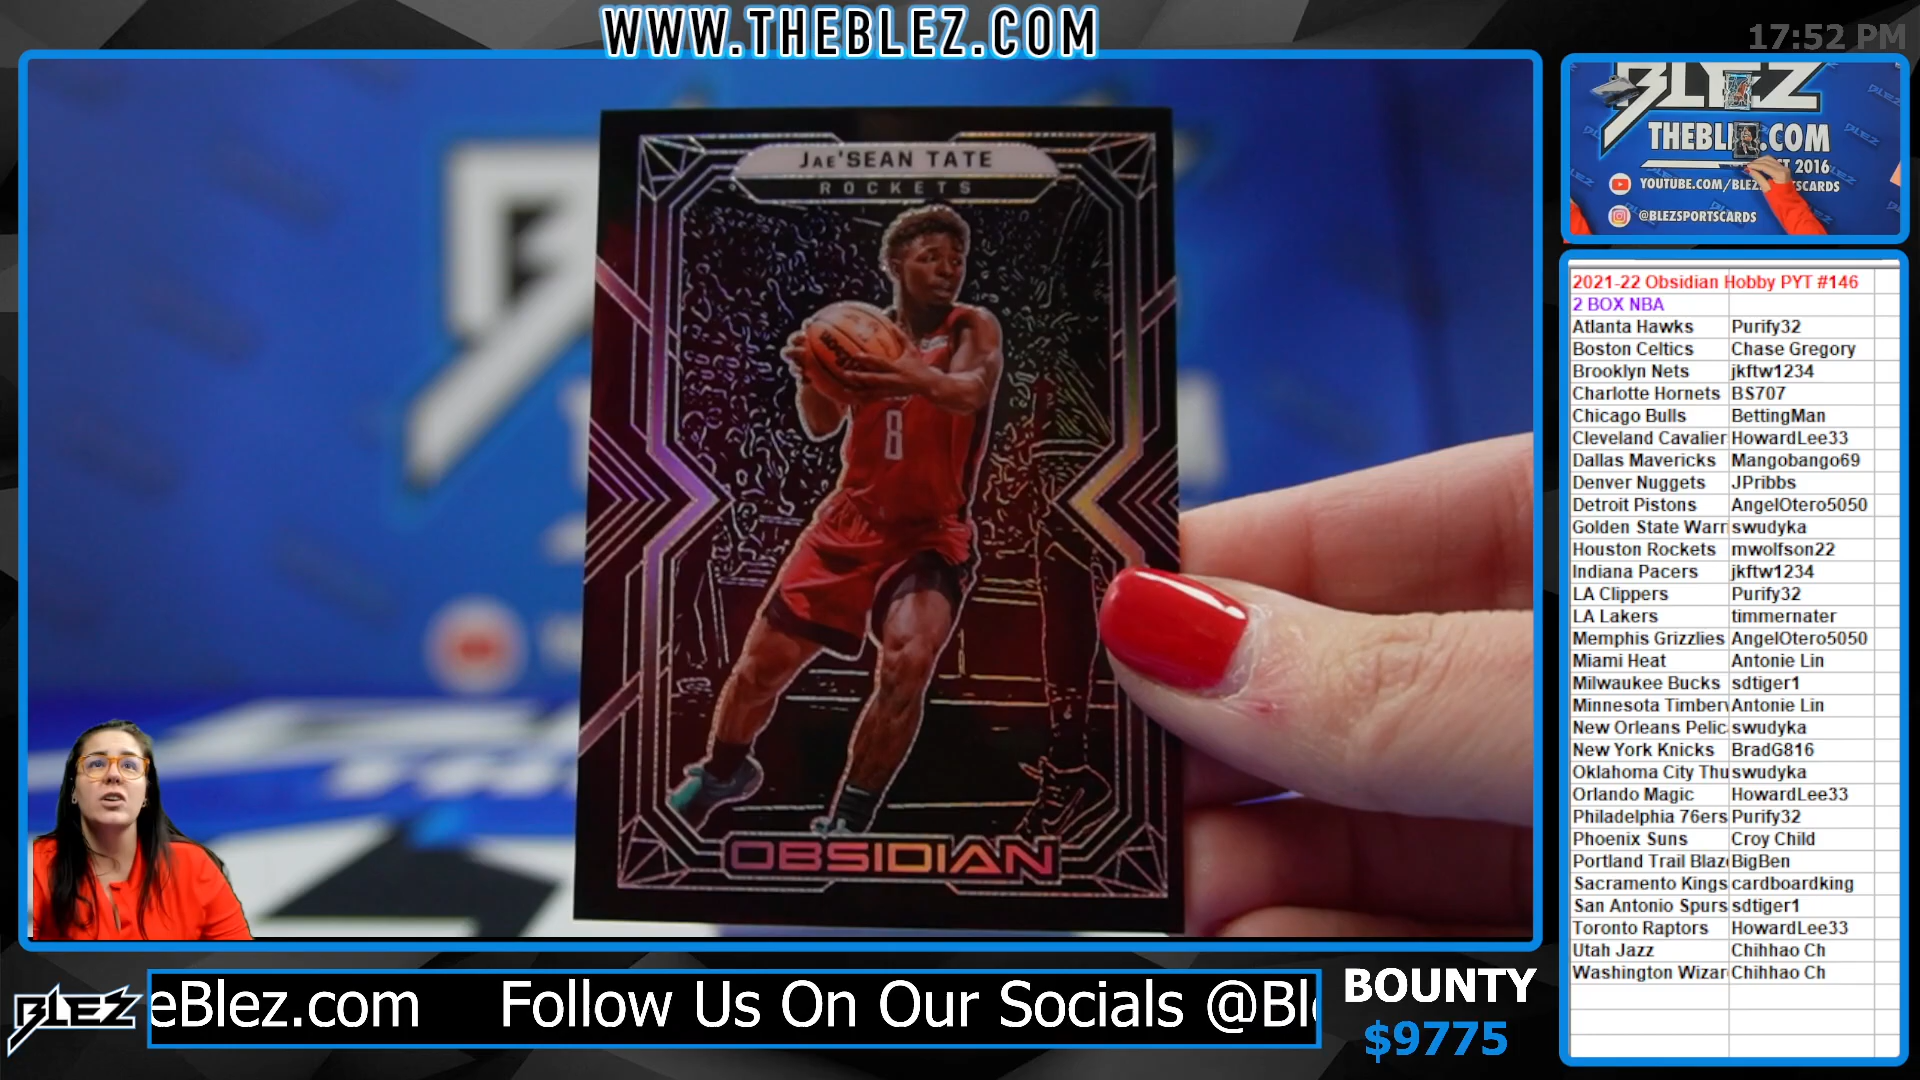 WWW.THEBLEZ.COM
17:52 PM
JAE'SEAN TATE
ROCKETS
8
OBSIDIAN
BLEZ
THEBLEZ.COM
2016
@BLEZSPORTSCARDS
2021-22 Obsidian Hobby PYT #146
2 BOX NBA
Atlanta Hawks Purify32
Boston Celtics Chase Gregory
Brooklyn Nets jkftw1234
Charlotte Hornets BS707
Chicago Bulls BettingMan
Cleveland Cavalier HowardLee33
Dallas Mavericks Mangobango69
Denver Nuggets JPribbs
Detroit Pistons AngelOtero5050
Golden State Warri swudyka
Houston Rockets mwolfson22
Indiana Pacers jkftw1234
LA Clippers Purify32
LA Lakers timmernater
Memphis Grizzlies AngelOtero5050
Miami Heat Antonie Lin
Milwaukee Bucks sdtiger1
Minnesota Timberv Antonie Lin
New Orleans Pelic swudyka
New York Knicks BradG816
Oklahoma City Thu swudyka
Orlando Magic HowardLee33
Philadelphia 76ers Purify32
Phoenix Suns Croy Child
Portland Trail Blaz BigBen
Sacramento Kings cardboardking
San Antonio Spurs sdtiger1
Toronto Raptors HowardLee33
Utah Jazz Chihhao Ch
Washington Wizar Chihhao Ch
BLEZ
eBlez.com Follow Us On Our Socials @Bl
BOUNTY
$9775